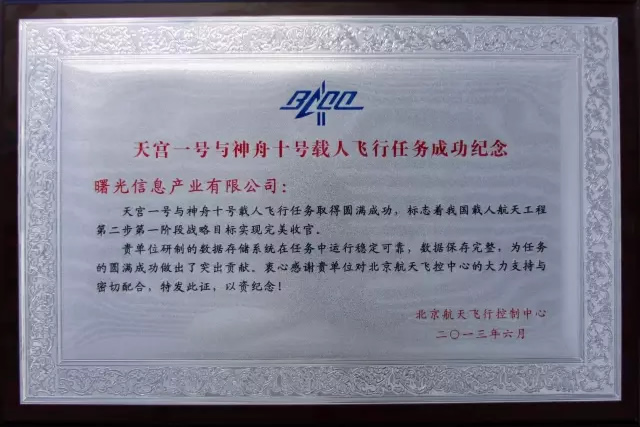 BACC
天宫一号与神舟十号载人飞行任务成功纪念
曙光信息产业有限公司：
天宫一号与神舟十号载人飞行任务取得圆满成功，标志着我国载人航天工程
第二步第一阶段战略目标实现完美收官。
贵单位研制的数据存储系统在任务中运行稳定可靠，数据保存完整，为任务
的圆满成功做出了突出贡献。衷心感谢贵单位对北京航天飞控中心的大力支持与
密切配合，特发此证，以资纪念！
北京航天飞行控制中心
二〇一三年六月